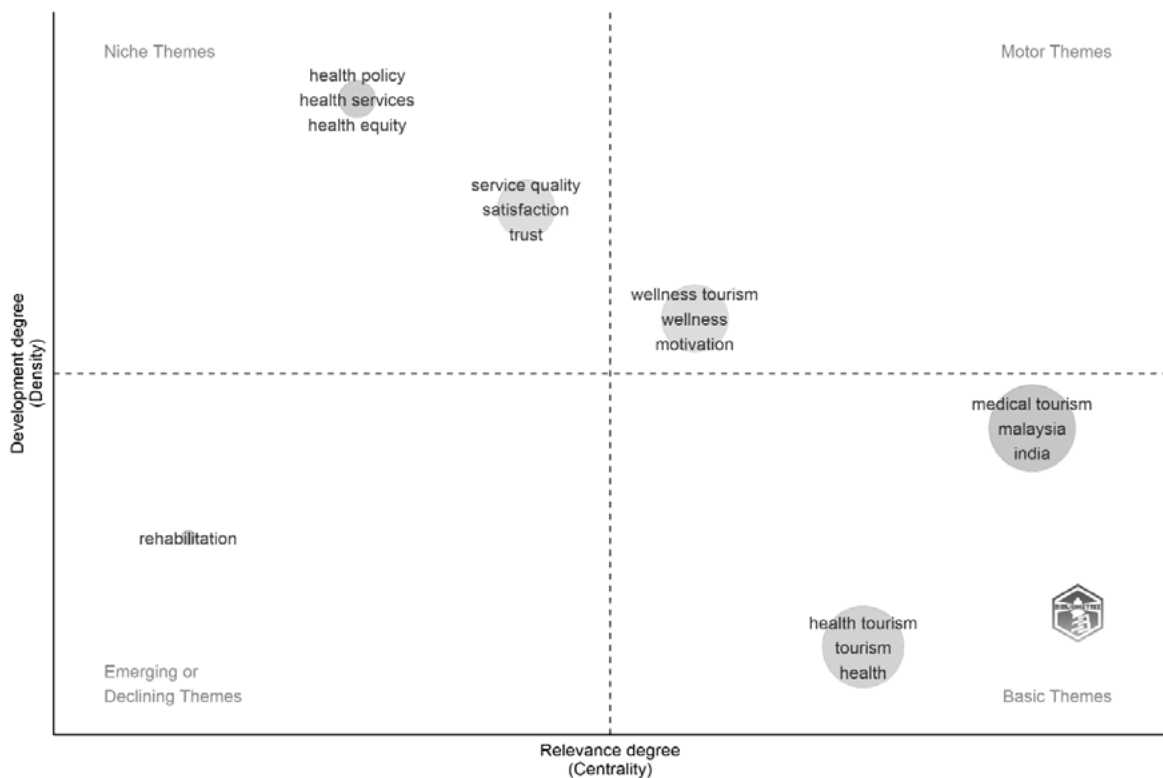 Niche Themes
Motor Themes
health policy
health services
health equity
service quality
satisfaction
trust
wellness tourism
wellness
motivation
medical tourism
malaysia
india
rehabilitation
health tourism
tourism
health
Emerging or
Declining Themes
Basic Themes
Development degree
(Density)
Relevance degree
(Centrality)